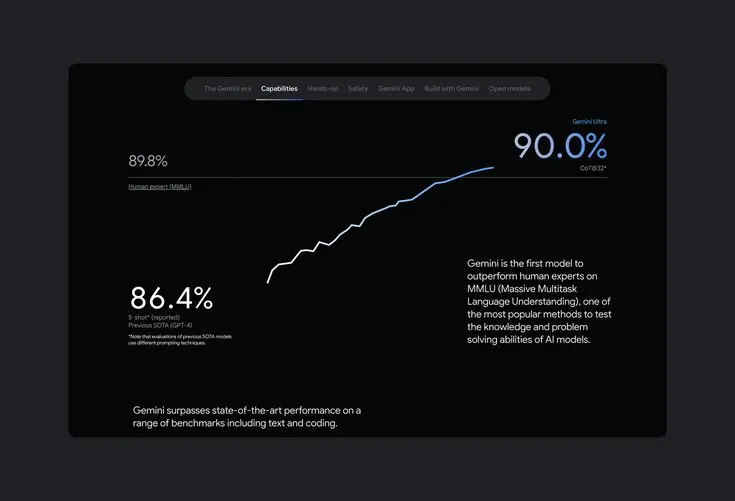 The Gemini era Capabilities Hands-on Safety Gemini App Build with Gemini Open models
Gemini Ultra
90.0%
CoT@32*
89.8%
Human expert (MMLU)
86.4%
5-shot* (reported)
Previous SOTA (GPT-4)
*Note that evaluations of previous SOTA models
use different prompting techniques.
Gemini is the first model to
outperform human experts on
MMLU (Massive Multitask
Language Understanding), one of
the most popular methods to test
the knowledge and problem
solving abilities of AI models.
Gemini surpasses state-of-the-art performance on a
range of benchmarks including text and coding.